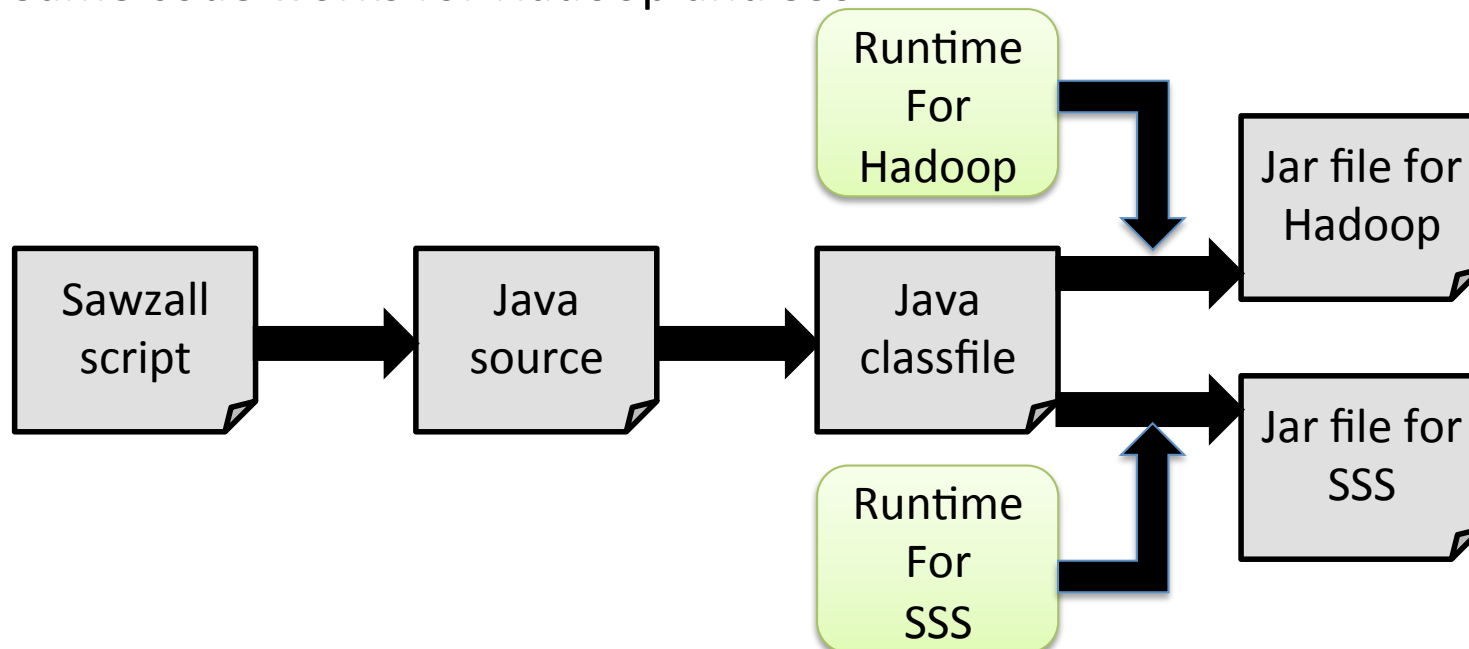 Runtime
For
Hadoop
Jar file for
Hadoop
Sawzall
script
Java
source
Java
classfile
Jar file for
SSS
Runtime
For
SSS